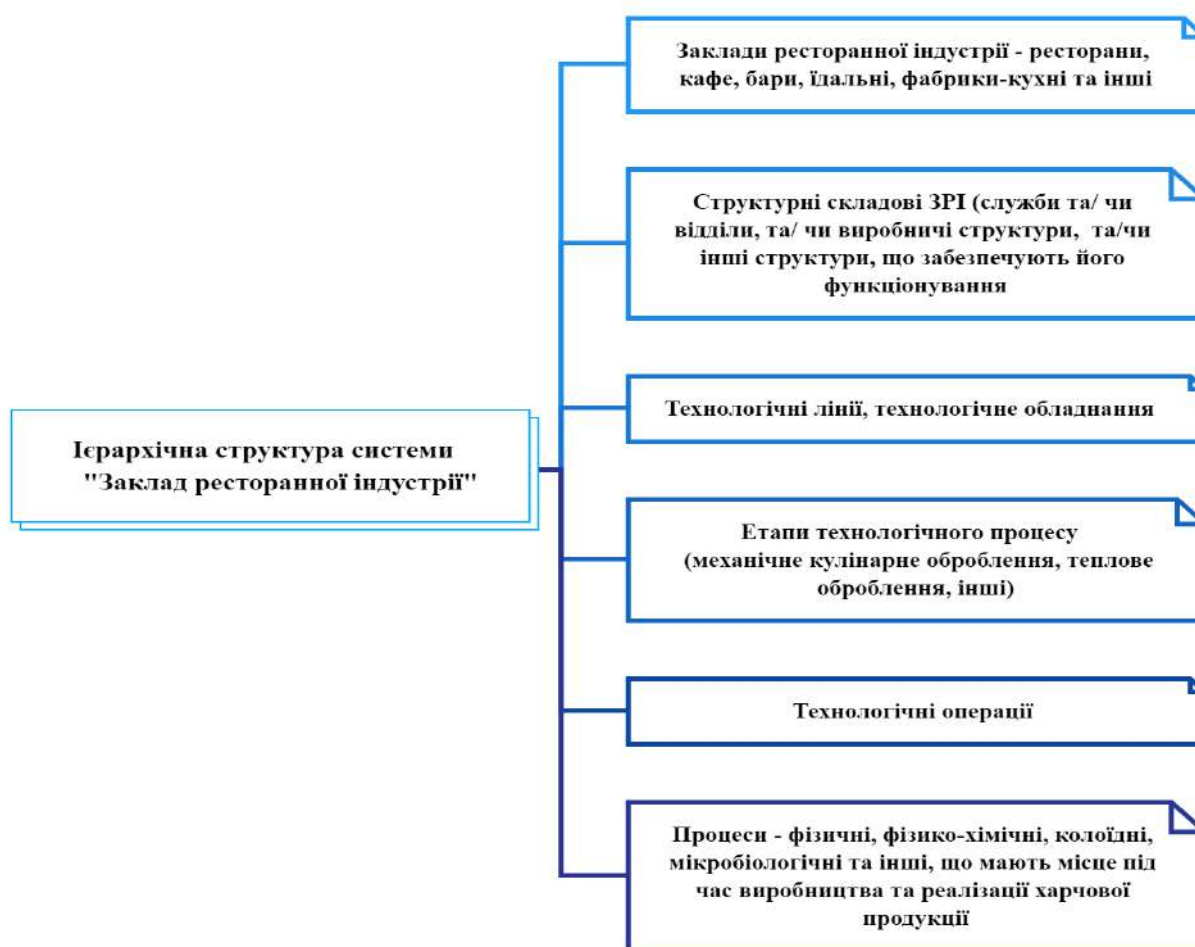 Заклади ресторанної індустрії - ресторани,
кафе, бари, їдальні, фабрики-кухні та інші
Структурні складові ЗРІ (служби та/ чи
відділи, та/ чи виробничі структури, та/чи
інші структури, що забезпечують його
функціонування
Технологічні лінії, технологічне обладнання
Ієрархічна структура системи
"Заклад ресторанної індустрії"
Етапи технологічного процесу
(механічне кулінарне оброблення, теплове
оброблення, інші)
Технологічні операції
Процеси - фізичні, фізико-хімічні, колоїдні,
мікробіологічні та інші, що мають місце під
час виробництва та реалізації харчової
продукції